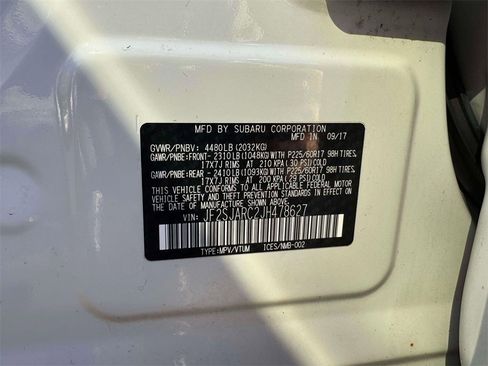 MFD BY SUBARU CORPORATION
MFD IN 09/17
GVWR/PNBV: 4480LB (2032KG)
GAWR/PNBE:FRONT- 2310LB (1048KG) WITH P225/60R17 98H TIRES,
17X7J RIMS AT 210 KPA (30 PSI) COLD
GAWR/PNBE:REAR - 2410LB (1093KG) WITH P225/60R17 98H TIRES,
17X7J RIMS AT 200 KPA (29 PSI) COLD
THIS VEHICLE CONFORMS TO ALL APPLICABLE FEDERAL MOTOR
VEHICLE SAFETY AND THEFT PREVENTION STANDARDS IN EFFECT
ON THE DATE OF MANUFACTURE SHOWN ABOVE.
VIN: JF2SJARC2JH478627
TYPE:MPV/VTUM ICES/NMB-002